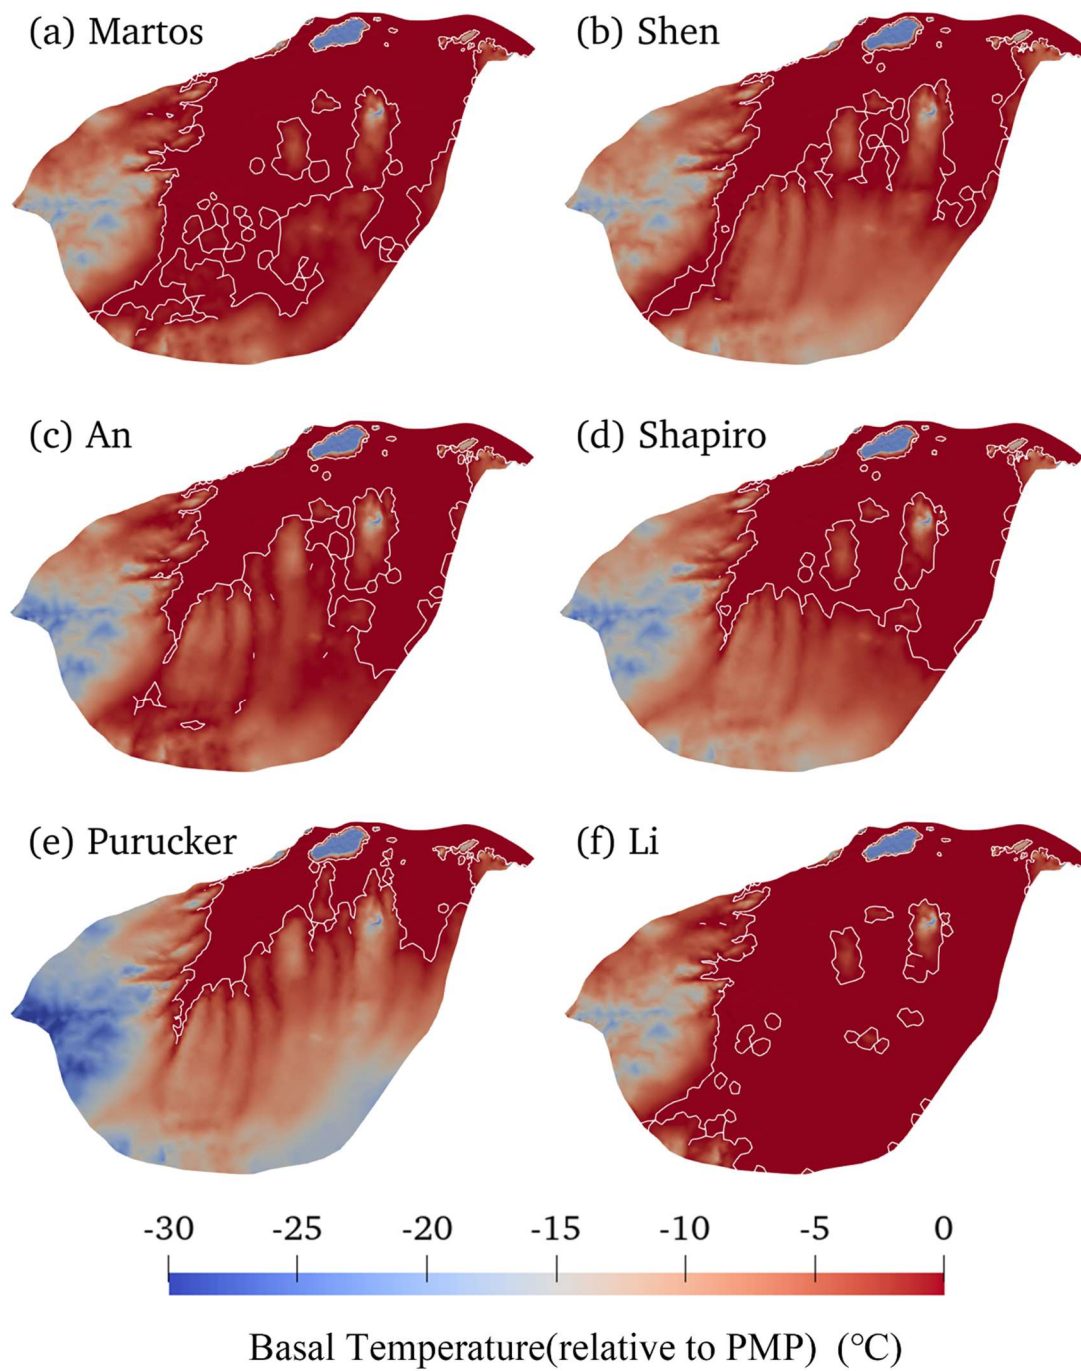 (a) Martos
(b) Shen
(c) An
(d) Shapiro
(e) Purucker
(f) Li
-30 -25 -20 -15 -10 -5 0
Basal Temperature(relative to PMP) (°C)